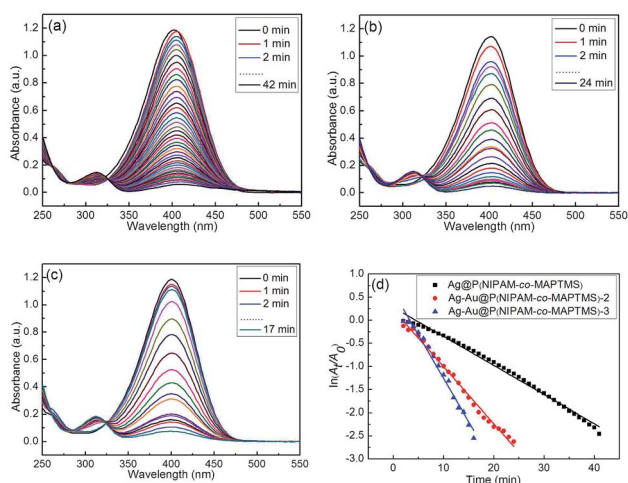 (a)
0 min
1 min
2 min
........
42 min
1.2
1.0
0.8
0.6
0.4
0.2
0.0
Absorbance (a.u.)
250 300 350 400 450 500 550
Wavelength (nm)
(b)
0 min
1 min
2 min
........
24 min
1.2
1.0
0.8
0.6
0.4
0.2
0.0
Absorbance (a.u.)
250 300 350 400 450 500 550
Wavelength (nm)
(c)
0 min
1 min
2 min
........
17 min
1.2
1.0
0.8
0.6
0.4
0.2
0.0
Absorbance (a.u.)
250 300 350 400 450 500 550
Wavelength (nm)
(d)
Ag@P(NIPAM-co-MAPTMS)
Ag-Au@P(NIPAM-co-MAPTMS)-2
Ag-Au@P(NIPAM-co-MAPTMS)-3
1.0
0.5
0.0
-0.5
-1.0
-1.5
-2.0
-2.5
-3.0
ln(At/A0)
0 10 20 30 40
Time (min)